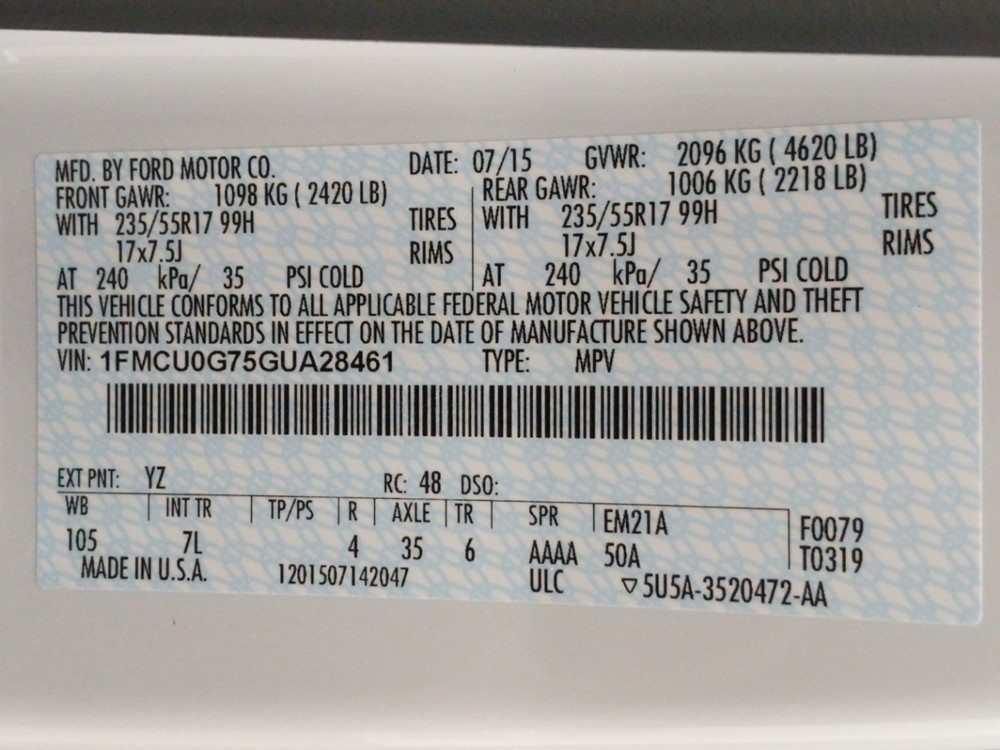 MFD. BY FORD MOTOR CO. DATE: 07/15 GVWR: 2096 KG ( 4620 LB)
FRONT GAWR: 1098 KG ( 2420 LB) REAR GAWR: 1006 KG ( 2218 LB)
WITH 235/55R17 99H TIRES WITH 235/55R17 99H TIRES
17x7.5J RIMS 17x7.5J RIMS
AT 240 kPa/ 35 PSI COLD AT 240 kPa/ 35 PSI COLD
THIS VEHICLE CONFORMS TO ALL APPLICABLE FEDERAL MOTOR VEHICLE SAFETY AND THEFT
PREVENTION STANDARDS IN EFFECT ON THE DATE OF MANUFACTURE SHOWN ABOVE.
VIN: 1FMCU0G75GUA28461 TYPE: MPV
EXT PNT: YZ RC: 48 DSO:
WB INT TR TP/PS R AXLE TR SPR EM21A F0079
105 7L 4 35 6 AAAA 50A T0319
MADE IN U.S.A. 1201507142047 ULC ▽5U5A-3520472-AA